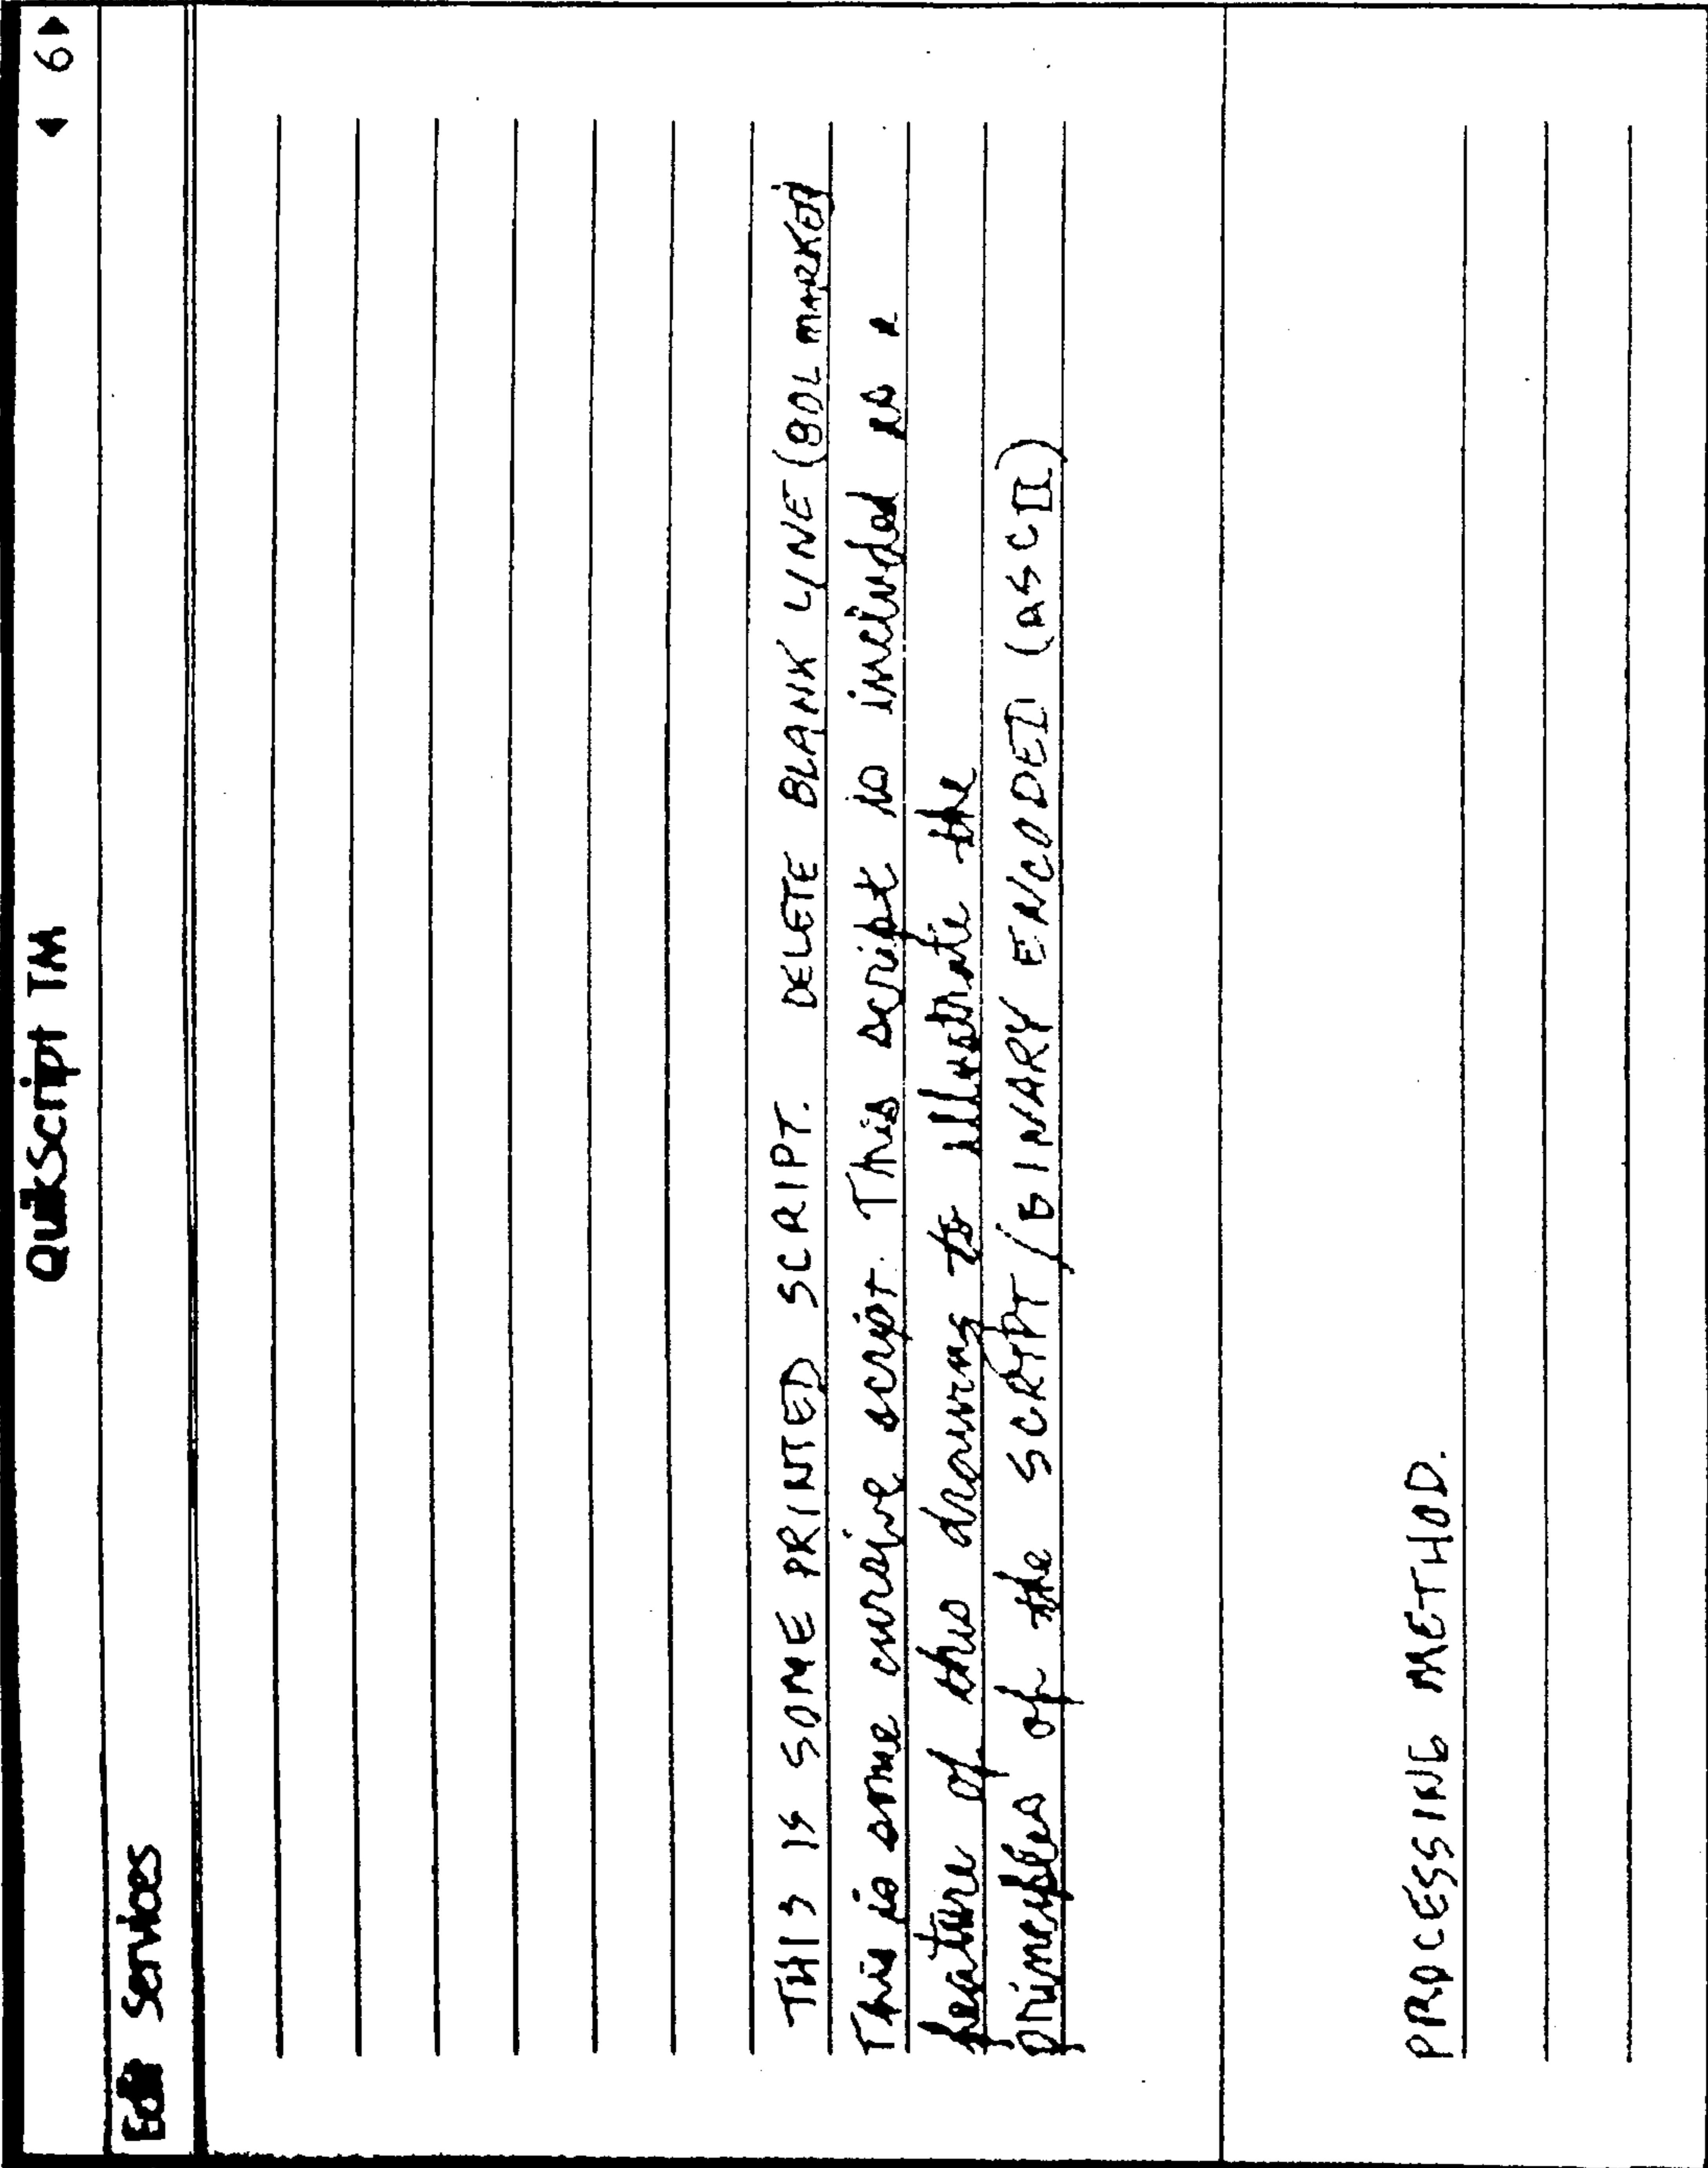 QuikScript TM
◄ 6 ►
Edit Services
THIS IS SOME PRINTED SCRIPT. DELETE BLANK LINE (BOL MARKER)
This is some cursive script. This script is included as a
feature of this drawing to illustrate the
principles of the SCRIPT/BINARY ENCODED (ASCII)
PROCESSING METHOD.